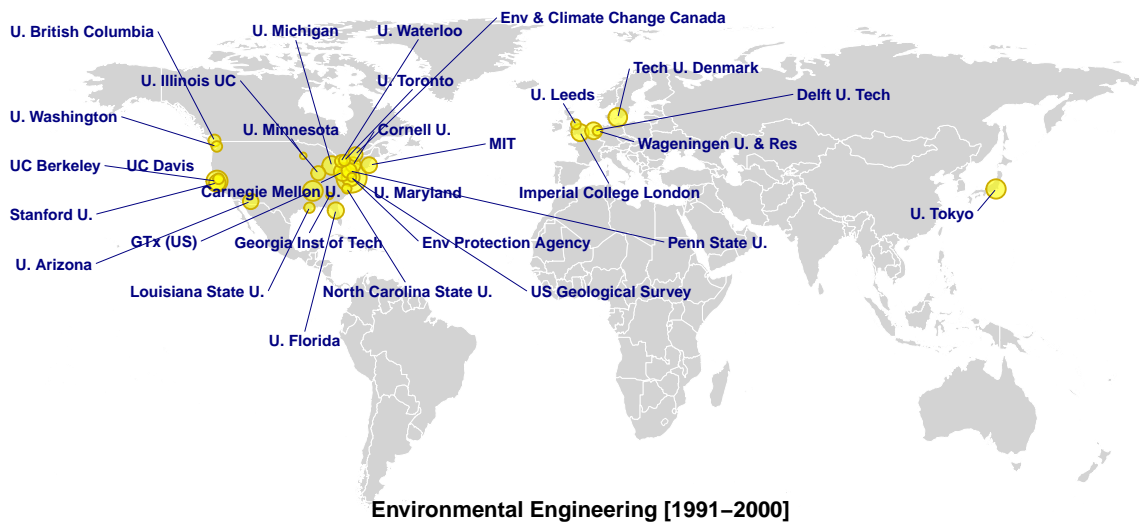 Env & Climate Change Canada
U. British Columbia
U. Michigan
U. Waterloo
U. Illinois UC
U. Toronto
Tech U. Denmark
U. Leeds
Delft U. Tech
U. Washington
U. Minnesota
Cornell U.
MIT
Wageningen U. & Res
UC Berkeley
UC Davis
Carnegie Mellon U.
U. Maryland
Imperial College London
Stanford U.
U. Tokyo
GTx (US)
Georgia Inst of Tech
Env Protection Agency
Penn State U.
U. Arizona
Louisiana State U.
North Carolina State U.
US Geological Survey
U. Florida
Environmental Engineering [1991−2000]